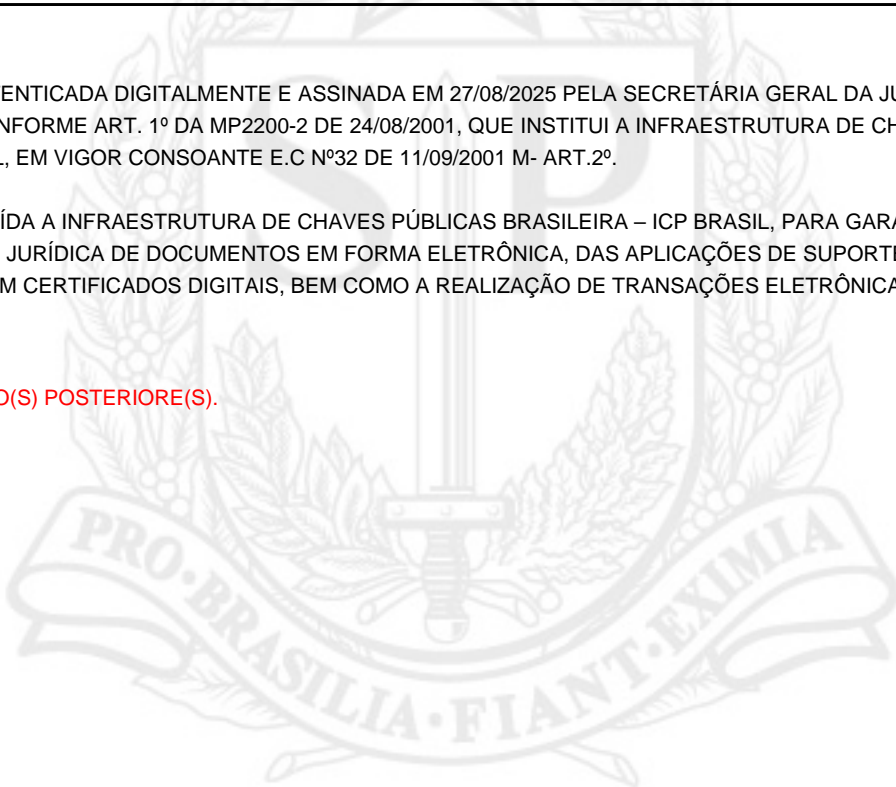 ENTICADA DIGITALMENTE E ASSINADA EM 27/08/2025 PELA SECRETÁRIA GERAL DA JU
NFORME ART. 1º DA MP2200-2 DE 24/08/2001, QUE INSTITUI A INFRAESTRUTURA DE CH
L, EM VIGOR CONSOANTE E.C Nº32 DE 11/09/2001 M- ART.2º.
ÍDA A INFRAESTRUTURA DE CHAVES PÚBLICAS BRASILEIRA – ICP BRASIL, PARA GARA
JURÍDICA DE DOCUMENTOS EM FORMA ELETRÔNICA, DAS APLICAÇÕES DE SUPORTE
M CERTIFICADOS DIGITAIS, BEM COMO A REALIZAÇÃO DE TRANSAÇÕES ELETRÔNICA
O(S) POSTERIORE(S).
SP
PRO·BRASILIA·FIANT·EXIMIA